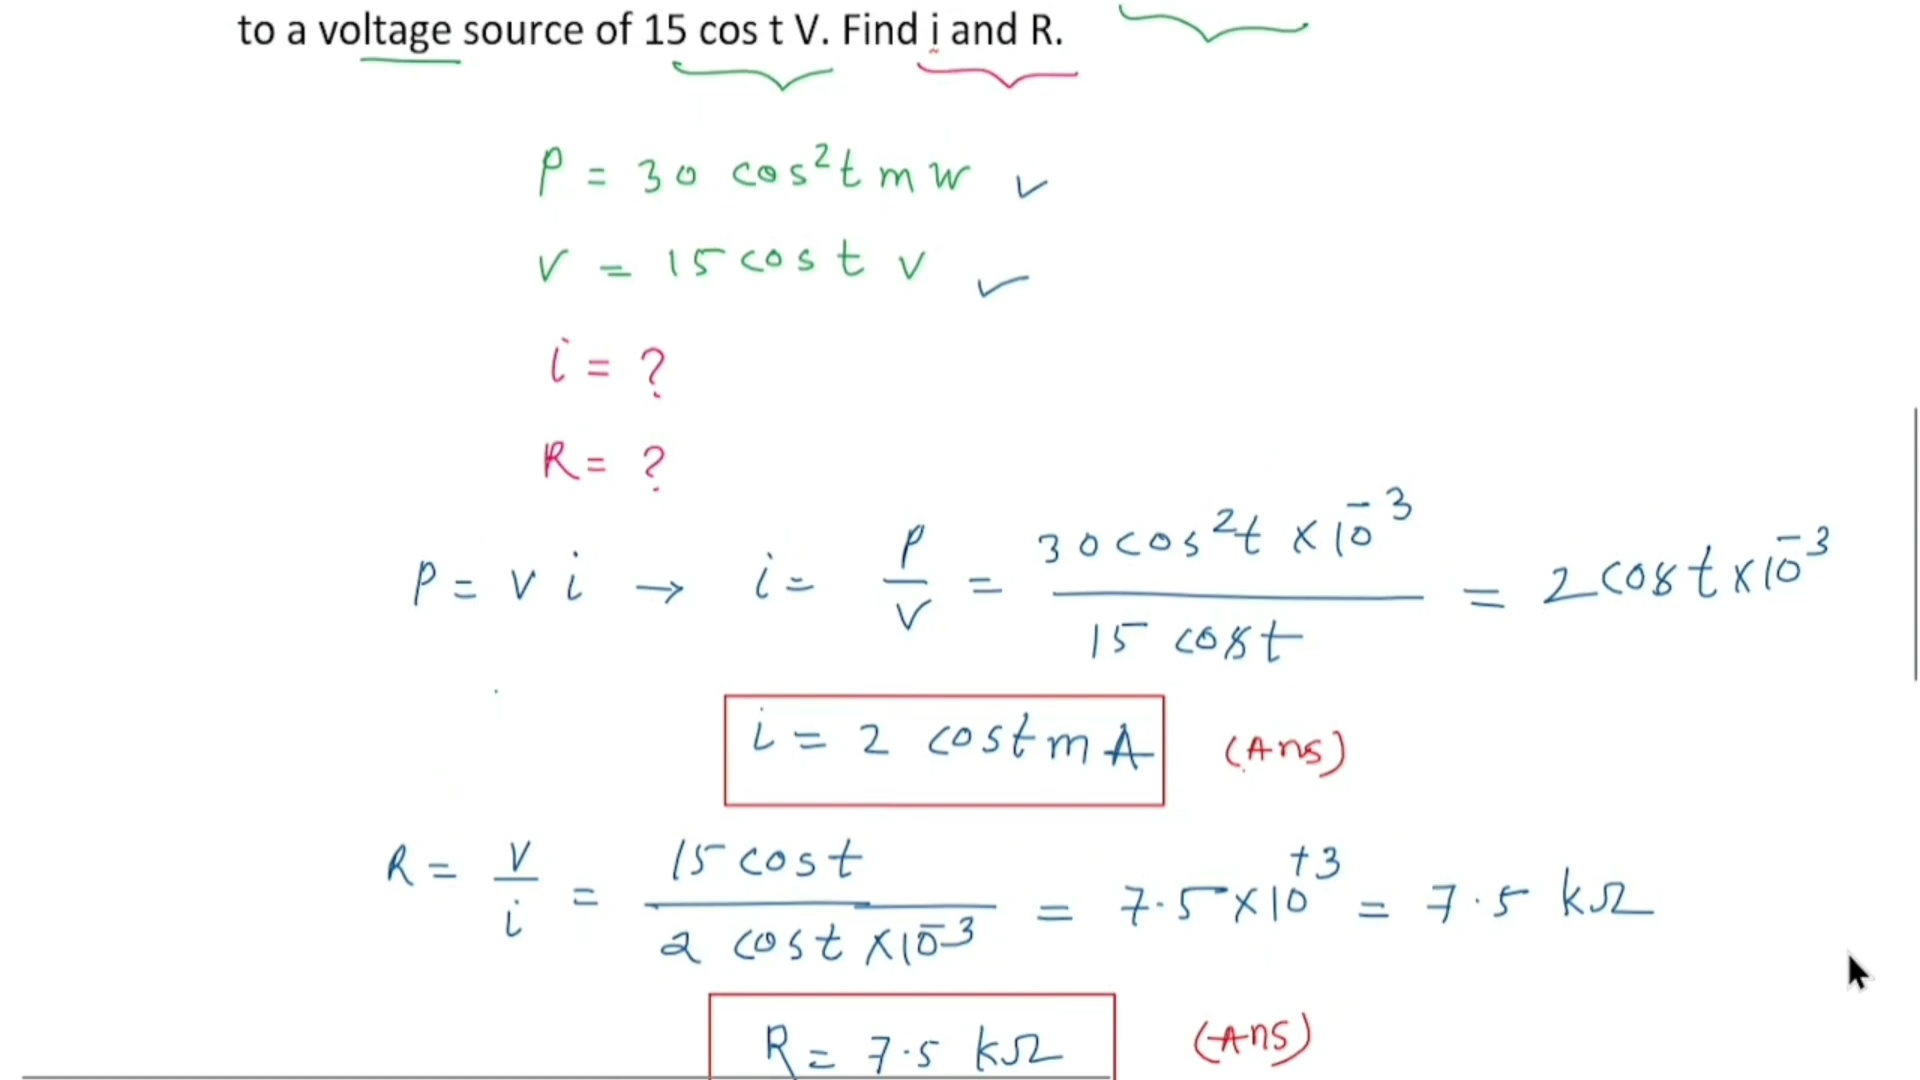 to a voltage source of 15 cos t V. Find i and R.
P = 30 cos²t mW ✓
V = 15 cos t V ✓
i = ?
R = ?
P = v i → i = P/V = 30 cos²t × 10⁻³ / 15 cos t = 2 cos t × 10⁻³
i = 2 cos t mA (Ans)
R = V/i = 15 cos t / 2 cos t × 10⁻³ = 7.5 × 10⁺³ = 7.5 kΩ
R = 7.5 kΩ (Ans)